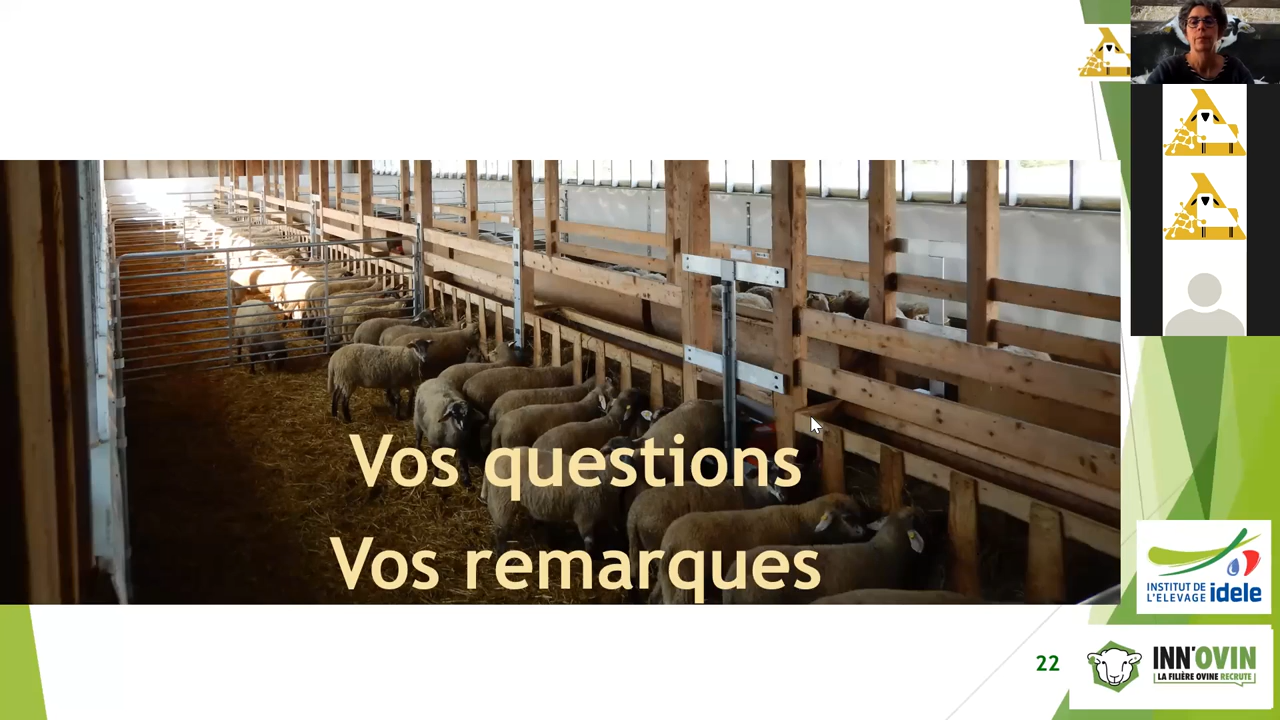 Vos questions
Vos remarques
INSTITUT DE
L'ELEVAGE idele
22
INN'OVIN
LA FILIÈRE OVINE RECRUTE